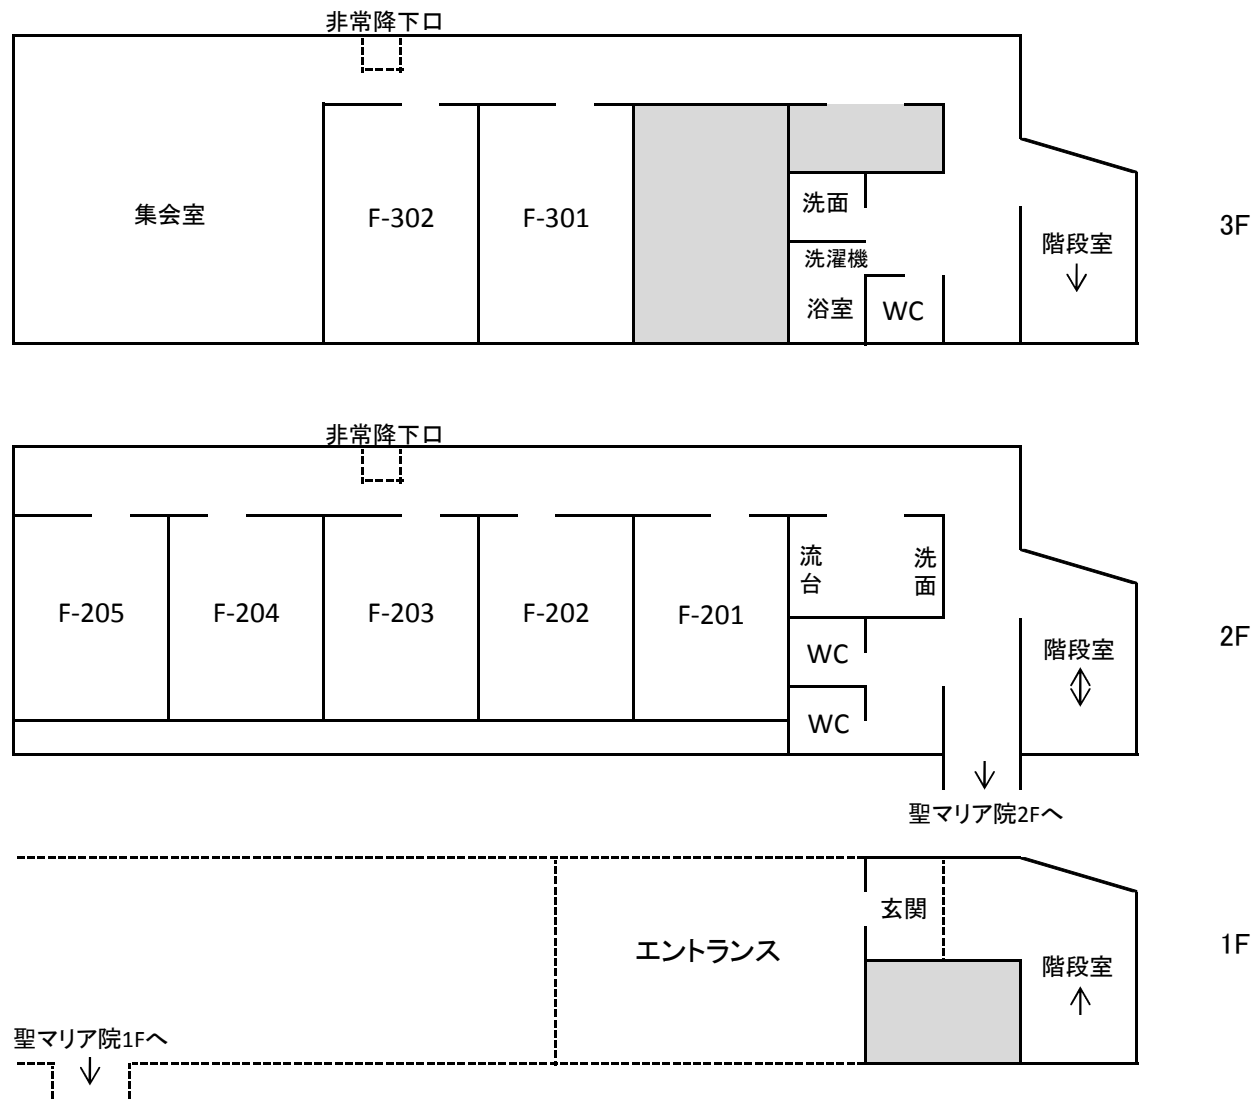 非常降下口
集会室
F-302
F-301
洗面
洗濯機
浴室
WC
階段室
3F
非常降下口
F-205
F-204
F-203
F-202
F-201
流台
洗面
WC
WC
階段室
2F
聖マリア院2Fへ
エントランス
玄関
階段室
1F
聖マリア院1Fへ